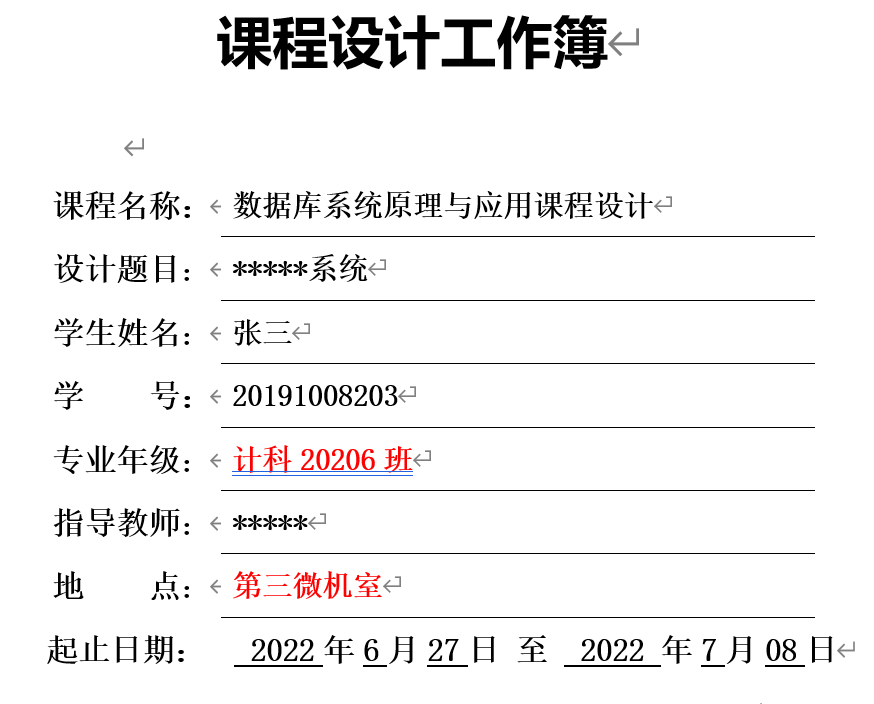 课程设计工作簿
课程名称： 数据库系统原理与应用课程设计
设计题目： *****系统
学生姓名： 张三
学　　号： 20191008203
专业年级： 计科 20206 班
指导教师： *****
地　　点： 第三微机室
起止日期： 2022 年 6 月 27 日 至 2022 年 7 月 08 日